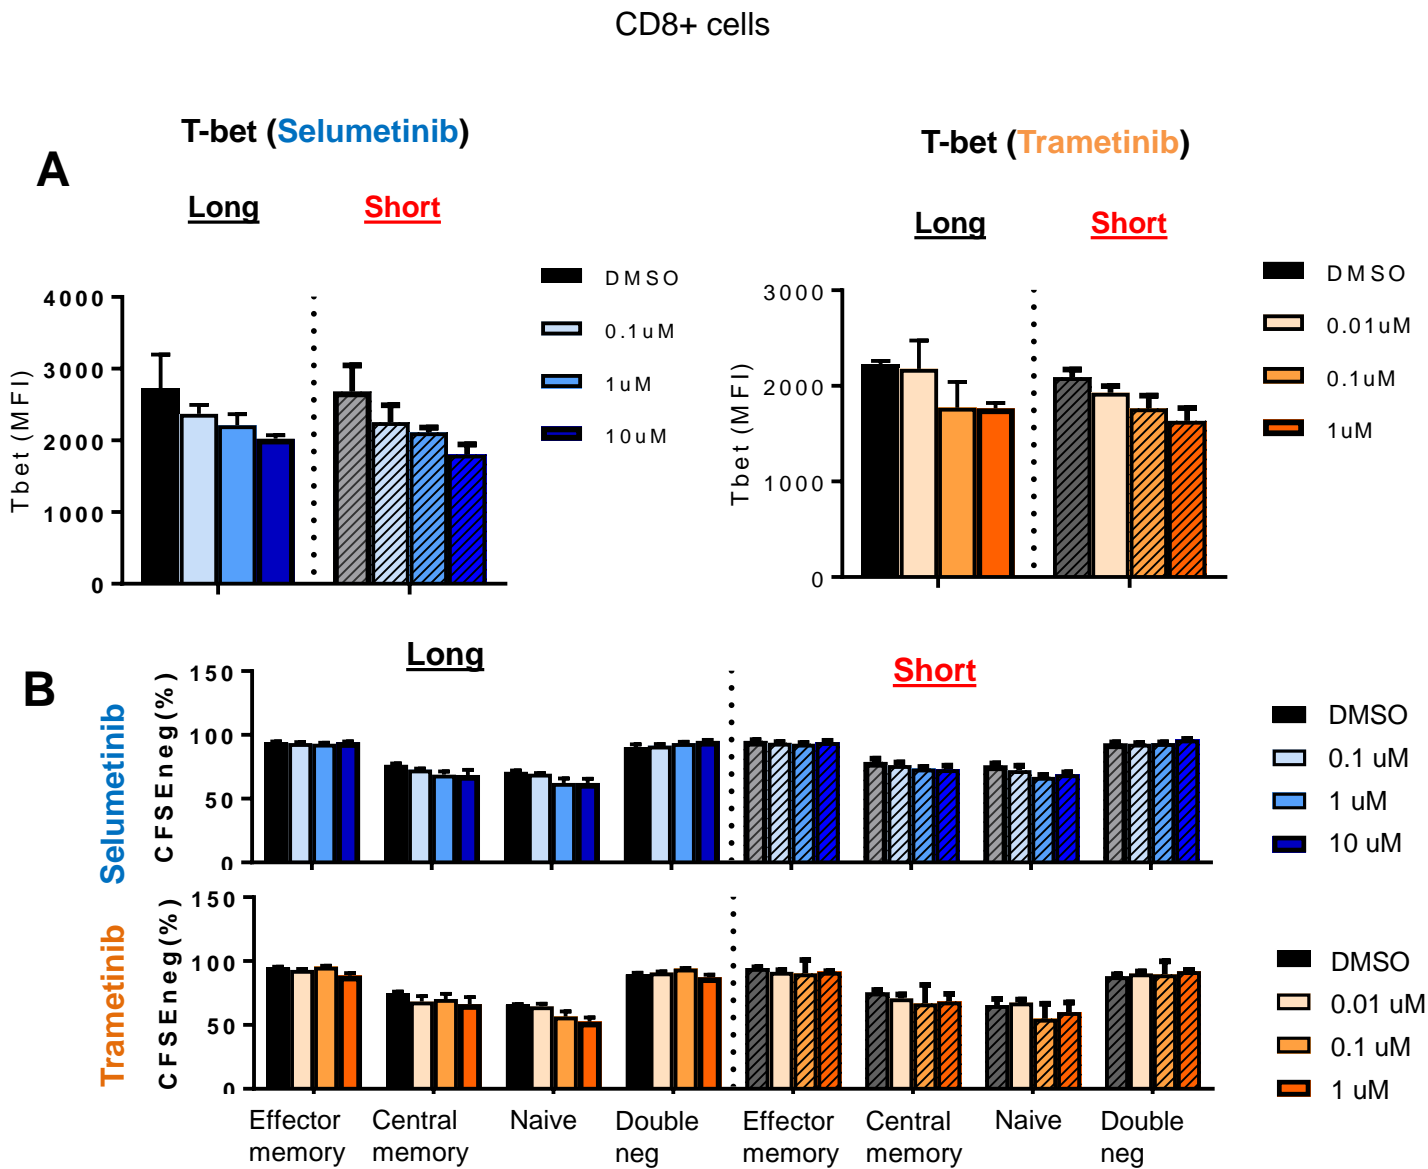 CD8+ cells
A
T-bet (Selumetinib)
Long
Short
Tbet (MFI)
4000
3000
2000
1000
0
DMSO
0.1uM
1uM
10uM
T-bet (Trametinib)
Long
Short
Tbet (MFI)
3000
2000
1000
0
DMSO
0.01uM
0.1uM
1uM
B
Long
Short
Selumetinib
CFSEneg(%)
150
100
50
0
DMSO
0.1 uM
1 uM
10 uM
Trametinib
CFSEneg(%)
150
100
50
0
DMSO
0.01 uM
0.1 uM
1 uM
Effector memory
Central memory
Naive
Double neg
Effector memory
Central memory
Naive
Double neg